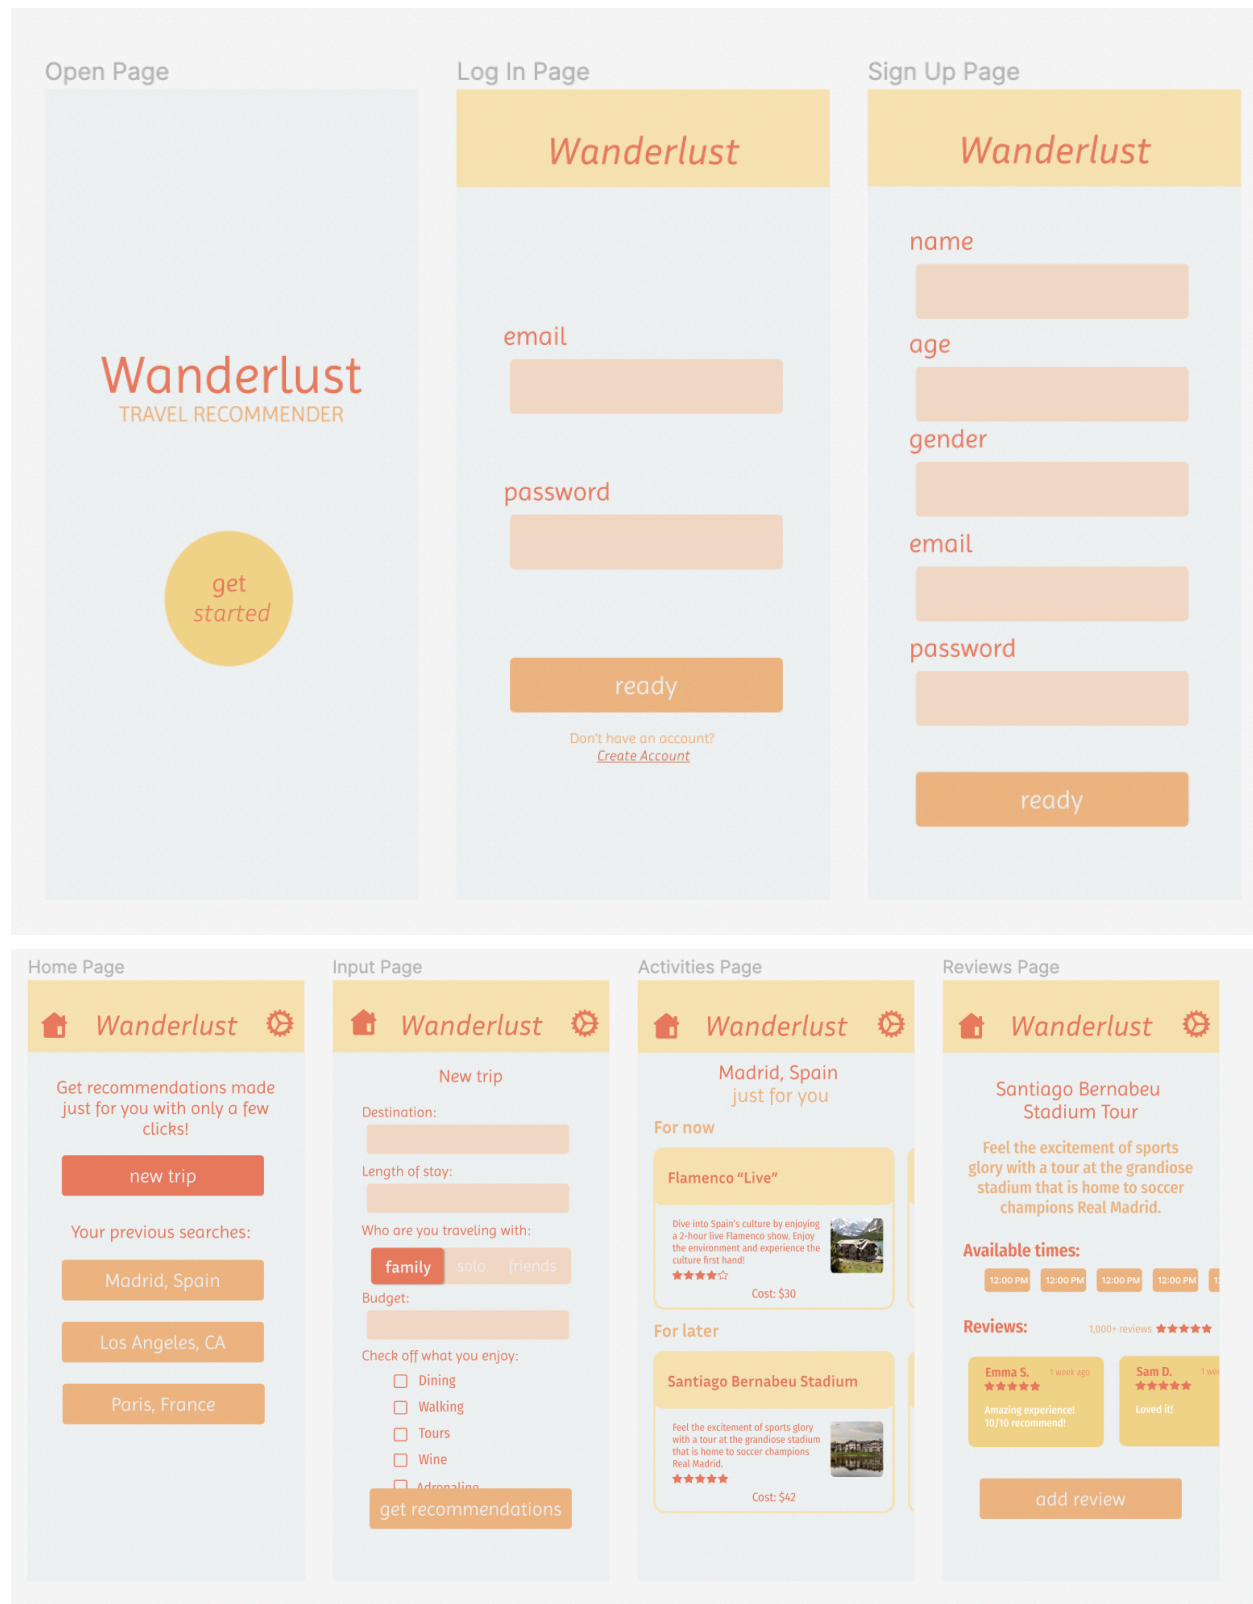 Open Page
Wanderlust
TRAVEL RECOMMENDER
get
started
Log In Page
Wanderlust
email
password
ready
Don't have an account?
Create Account
Sign Up Page
Wanderlust
name
age
gender
email
password
ready
Home Page
Wanderlust
Get recommendations made
just for you with only a few
clicks!
new trip
Your previous searches:
Madrid, Spain
Los Angeles, CA
Paris, France
Input Page
Wanderlust
New trip
Destination:
Length of stay:
Who are you traveling with:
family solo friends
Budget:
Check off what you enjoy:
Dining
Walking
Tours
Wine
Adrenaline
get recommendations
Activities Page
Wanderlust
Madrid, Spain
just for you
For now
Flamenco “Live”
Dive into Spain's culture by enjoying
a 2-hour live Flamenco show. Enjoy
the environment and experience the
culture first hand!
Cost: $30
For later
Santiago Bernabeu Stadium
Feel the excitement of sports glory
with a tour at the grandiose stadium
that is home to soccer champions
Real Madrid.
Cost: $42
Reviews Page
Wanderlust
Santiago Bernabeu
Stadium Tour
Feel the excitement of sports
glory with a tour at the grandiose
stadium that is home to soccer
champions Real Madrid.
Available times:
12:00 PM 12:00 PM 12:00 PM 12:00 PM
Reviews:
1,000+ reviews
Emma S. 1 week ago
Amazing experience!
10/10 recommend!
Sam D.
Loved it!
add review